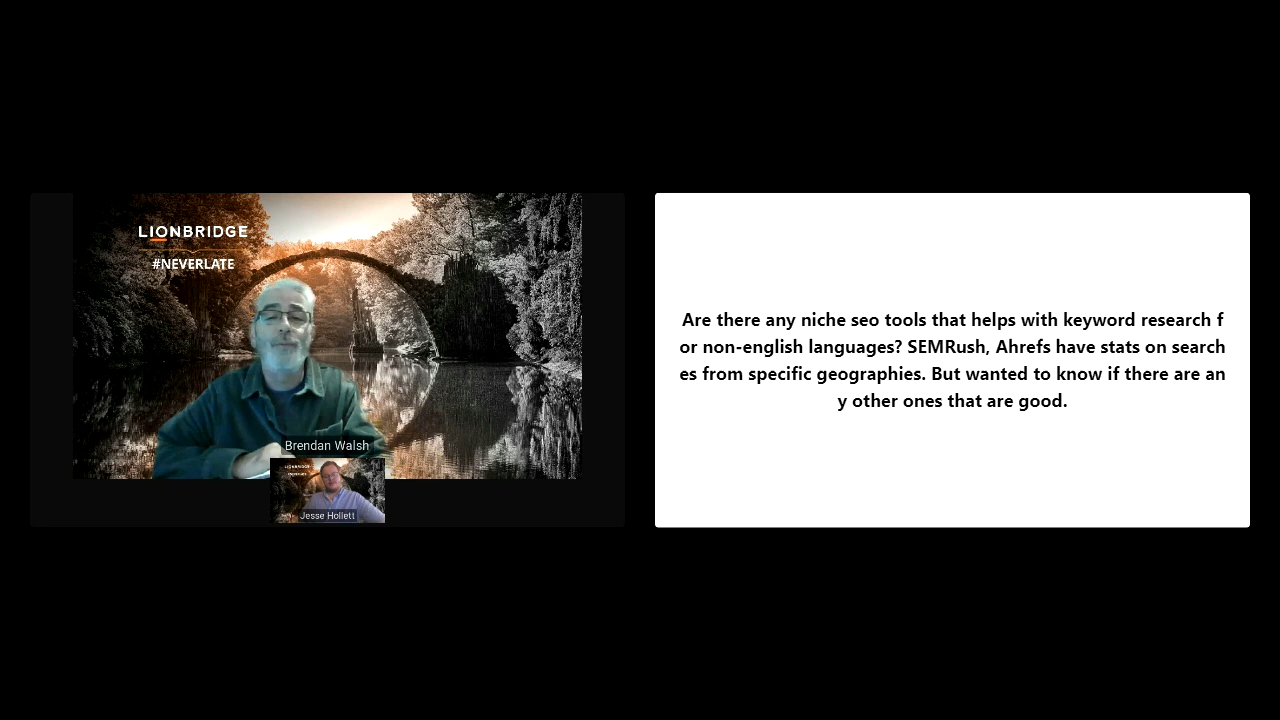 LIONBRIDGE
#NEVERLATE
Brendan Walsh
Jesse Hollett
Are there any niche seo tools that helps with keyword research f
or non-english languages? SEMRush, Ahrefs have stats on search
es from specific geographies. But wanted to know if there are an
y other ones that are good.